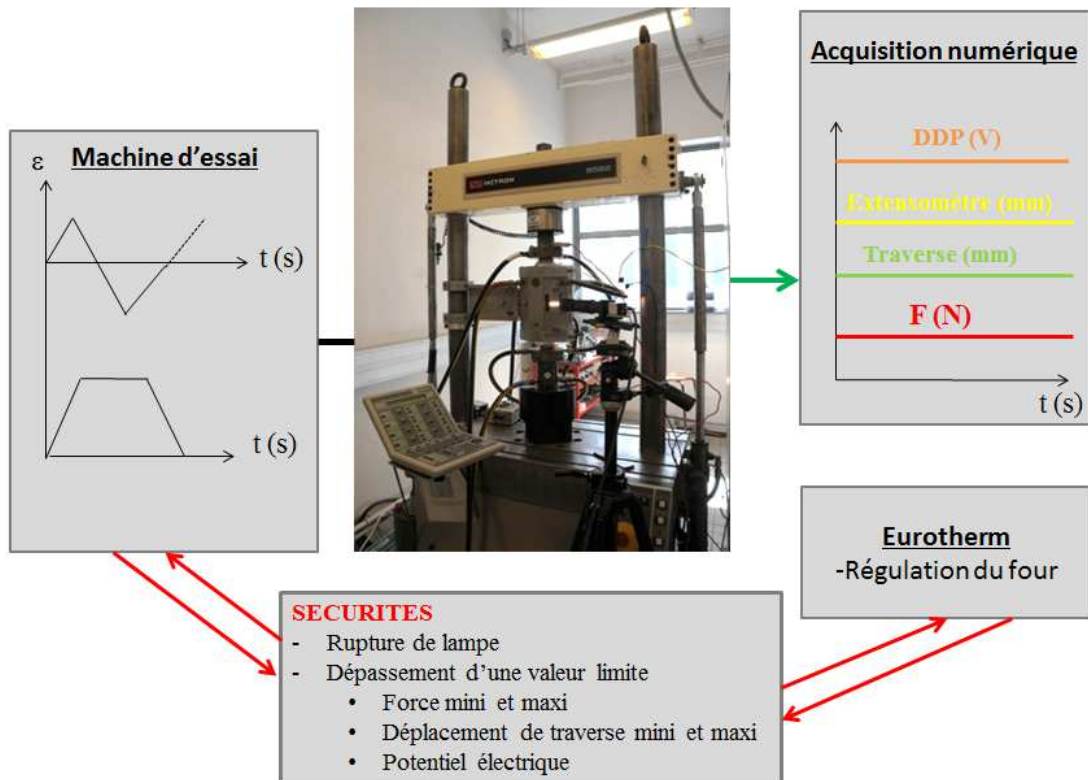 Machine d'essai
ε
t (s)
t (s)
INSTRON
Acquisition numérique
DDP (V)
Extensomètre (mm)
Traverse (mm)
F (N)
t (s)
Eurotherm
-Régulation du four
SECURITES
- Rupture de lampe
- Dépassement d'une valeur limite
• Force mini et maxi
• Déplacement de traverse mini et maxi
• Potentiel électrique